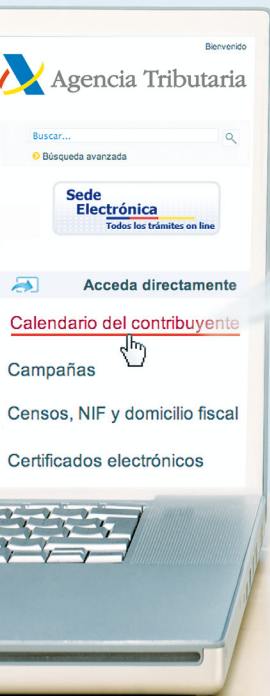 Bienvenido
Agencia Tributaria
Buscar...
Búsqueda avanzada
Sede
Electrónica
Todos los trámites on line
Acceda directamente
Calendario del contribuyente
Campañas
Censos, NIF y domicilio fiscal
Certificados electrónicos